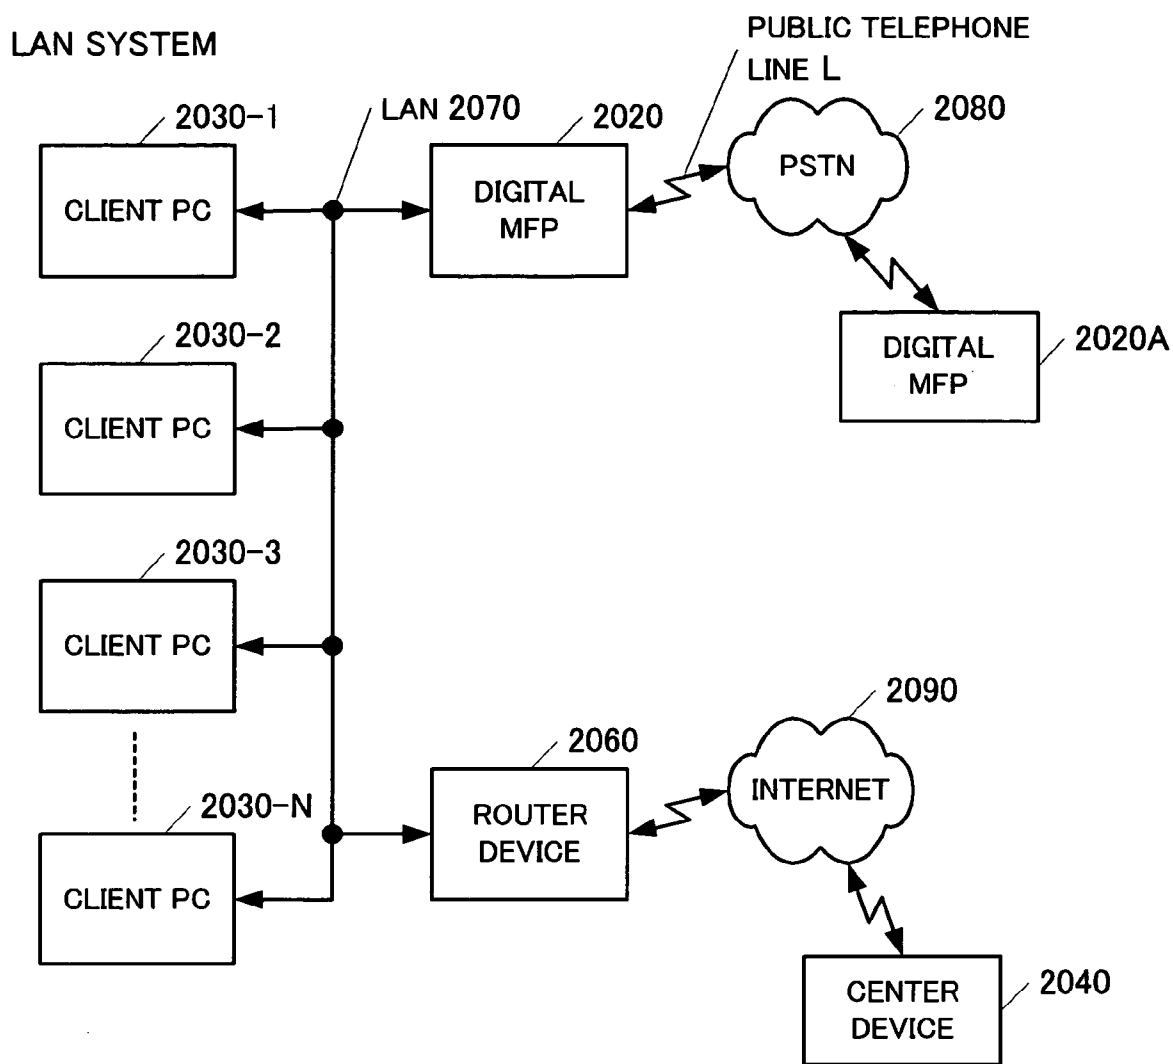 LAN SYSTEM
PUBLIC TELEPHONE
LINE L
2030-1
LAN 2070
2020
2080
CLIENT PC
DIGITAL
MFP
PSTN
2030-2
CLIENT PC
DIGITAL
MFP
2020A
2030-3
CLIENT PC
2090
2060
INTERNET
2030-N
ROUTER
DEVICE
CLIENT PC
CENTER
DEVICE
2040